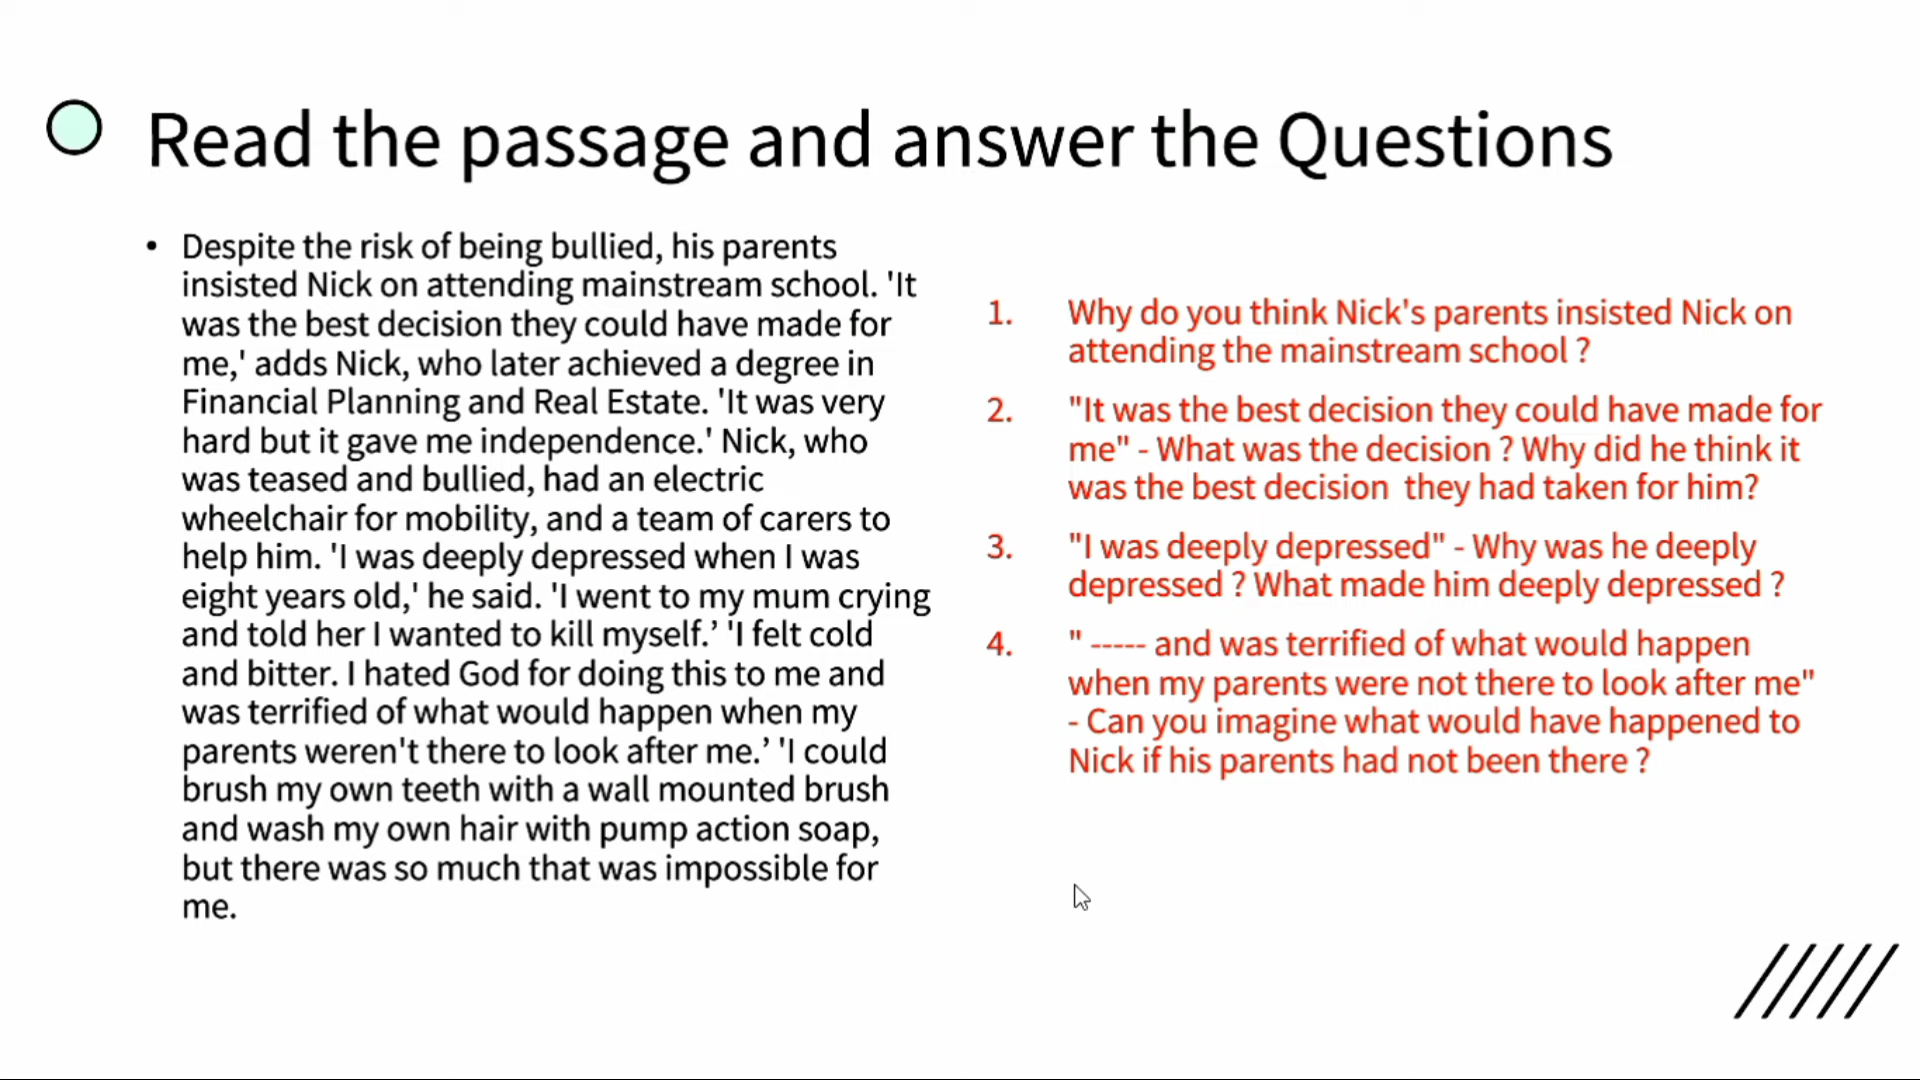 Read the passage and answer the Questions
• Despite the risk of being bullied, his parents
insisted Nick on attending mainstream school. 'It
was the best decision they could have made for
me,' adds Nick, who later achieved a degree in
Financial Planning and Real Estate. 'It was very
hard but it gave me independence.' Nick, who
was teased and bullied, had an electric
wheelchair for mobility, and a team of carers to
help him. 'I was deeply depressed when I was
eight years old,' he said. 'I went to my mum crying
and told her I wanted to kill myself.’ 'I felt cold
and bitter. I hated God for doing this to me and
was terrified of what would happen when my
parents weren't there to look after me.’ 'I could
brush my own teeth with a wall mounted brush
and wash my own hair with pump action soap,
but there was so much that was impossible for
me.
1. Why do you think Nick's parents insisted Nick on
attending the mainstream school ?
2. "It was the best decision they could have made for
me" - What was the decision ? Why did he think it
was the best decision they had taken for him?
3. "I was deeply depressed" - Why was he deeply
depressed ? What made him deeply depressed ?
4. " ----- and was terrified of what would happen
when my parents were not there to look after me"
- Can you imagine what would have happened to
Nick if his parents had not been there ?